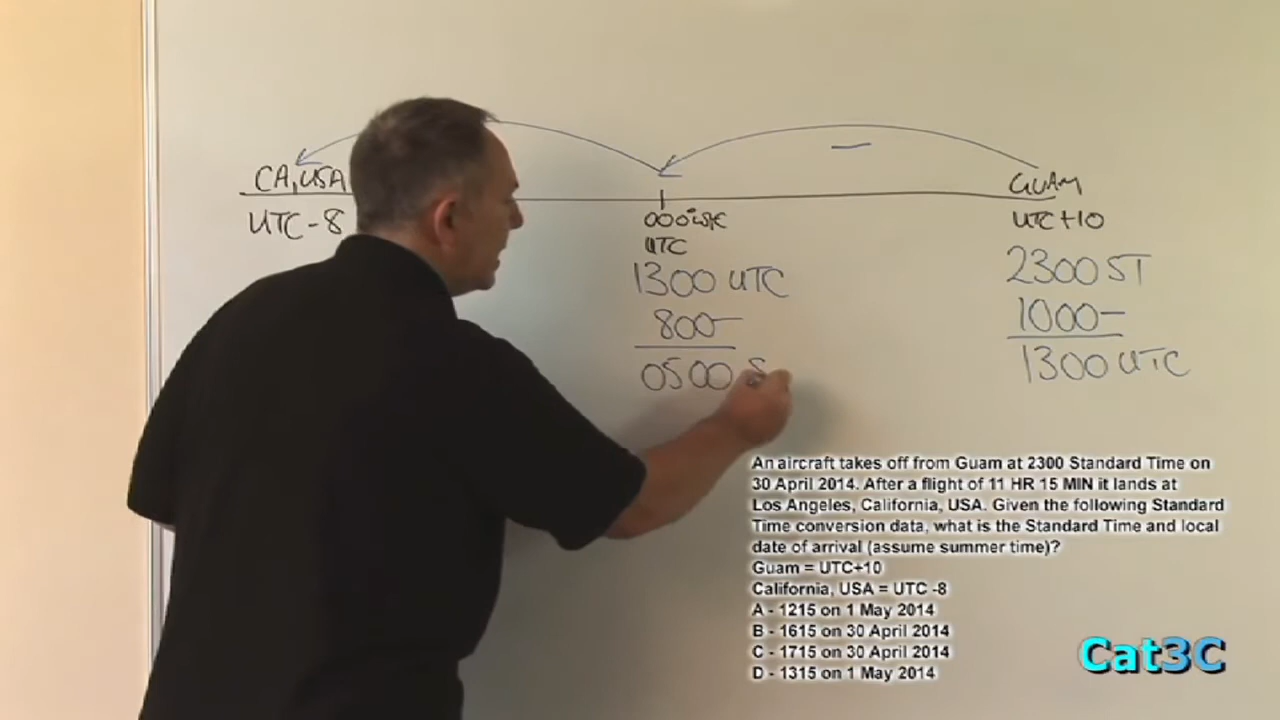 CA, USA
GUAM
UTC-8
000°W/E
UTC+10
UTC
1300 UTC
2300 ST
800-
1000-
0500 S
1300 UTC
An aircraft takes off from Guam at 2300 Standard Time on
30 April 2014. After a flight of 11 HR 15 MIN it lands at
Los Angeles, California, USA. Given the following Standard
Time conversion data, what is the Standard Time and local
date of arrival (assume summer time)?
Guam = UTC+10
California, USA = UTC -8
A - 1215 on 1 May 2014
B - 1615 on 30 April 2014
C - 1715 on 30 April 2014
D - 1315 on 1 May 2014
Cat3C